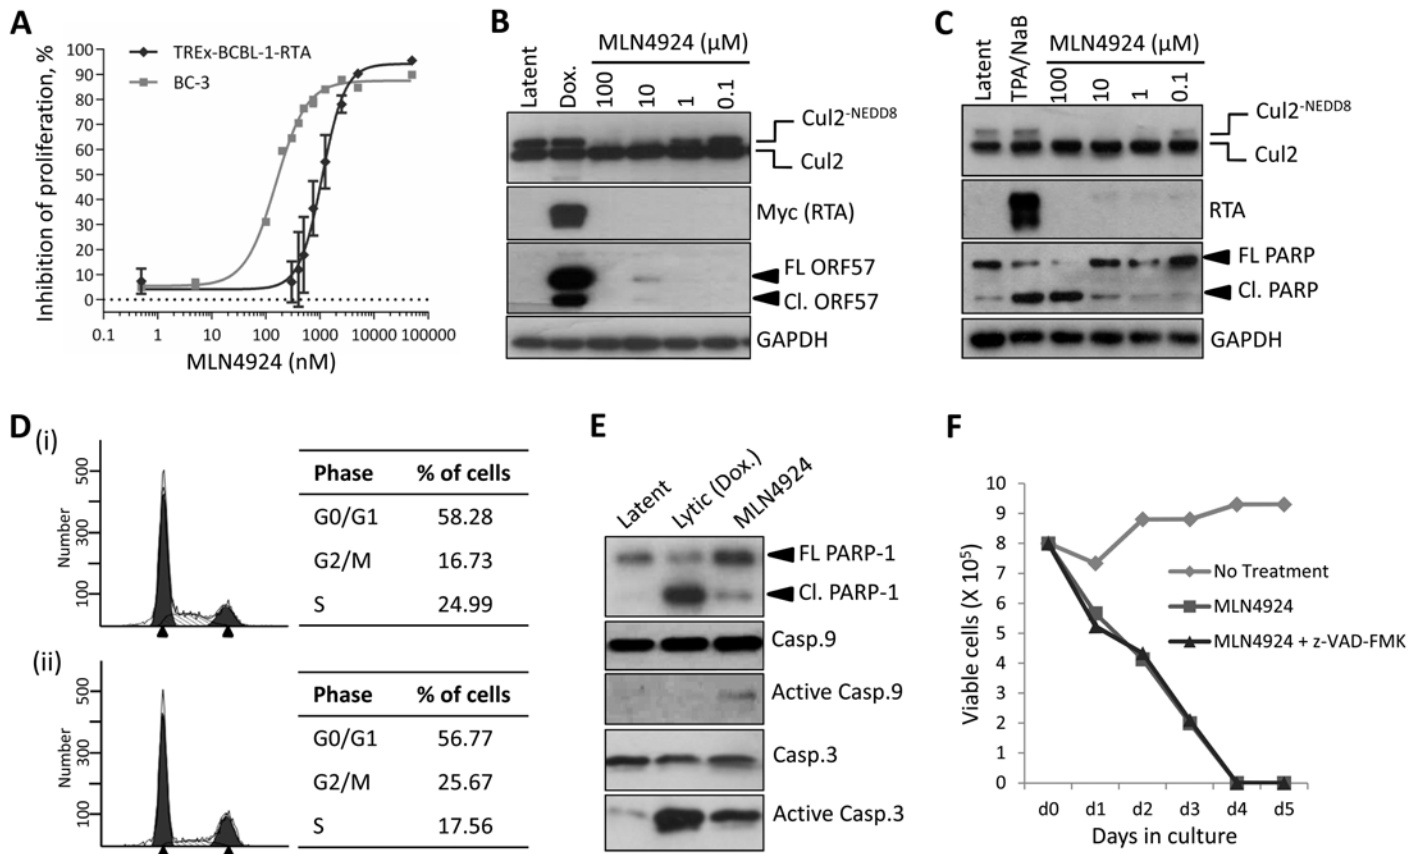 A
Inhibition of proliferation, %
100
90
80
70
60
50
40
30
20
10
0
TREx-BCBL-1-RTA
BC-3
0.1 1 10 100 1000 10000 100000
MLN4924 (nM)
B
Latent
Dox.
MLN4924 (μM)
100
10
1
0.1
Cul2-NEDD8
Cul2
Myc (RTA)
FL ORF57
Cl. ORF57
GAPDH
C
Latent
TPA/NaB
MLN4924 (μM)
100
10
1
0.1
Cul2-NEDD8
Cul2
RTA
FL PARP
Cl. PARP
GAPDH
D
(i)
Number
500
300
100
Phase % of cells
G0/G1 58.28
G2/M 16.73
S 24.99
(ii)
Number
500
300
100
Phase % of cells
G0/G1 56.77
G2/M 25.67
S 17.56
E
Latent
Lytic (Dox.)
MLN4924
FL PARP-1
Cl. PARP-1
Casp.9
Active Casp.9
Casp.3
Active Casp.3
F
Viable cells (X 10⁵)
10
9
8
7
6
5
4
3
2
1
0
No Treatment
MLN4924
MLN4924 + z-VAD-FMK
d0 d1 d2 d3 d4 d5
Days in culture